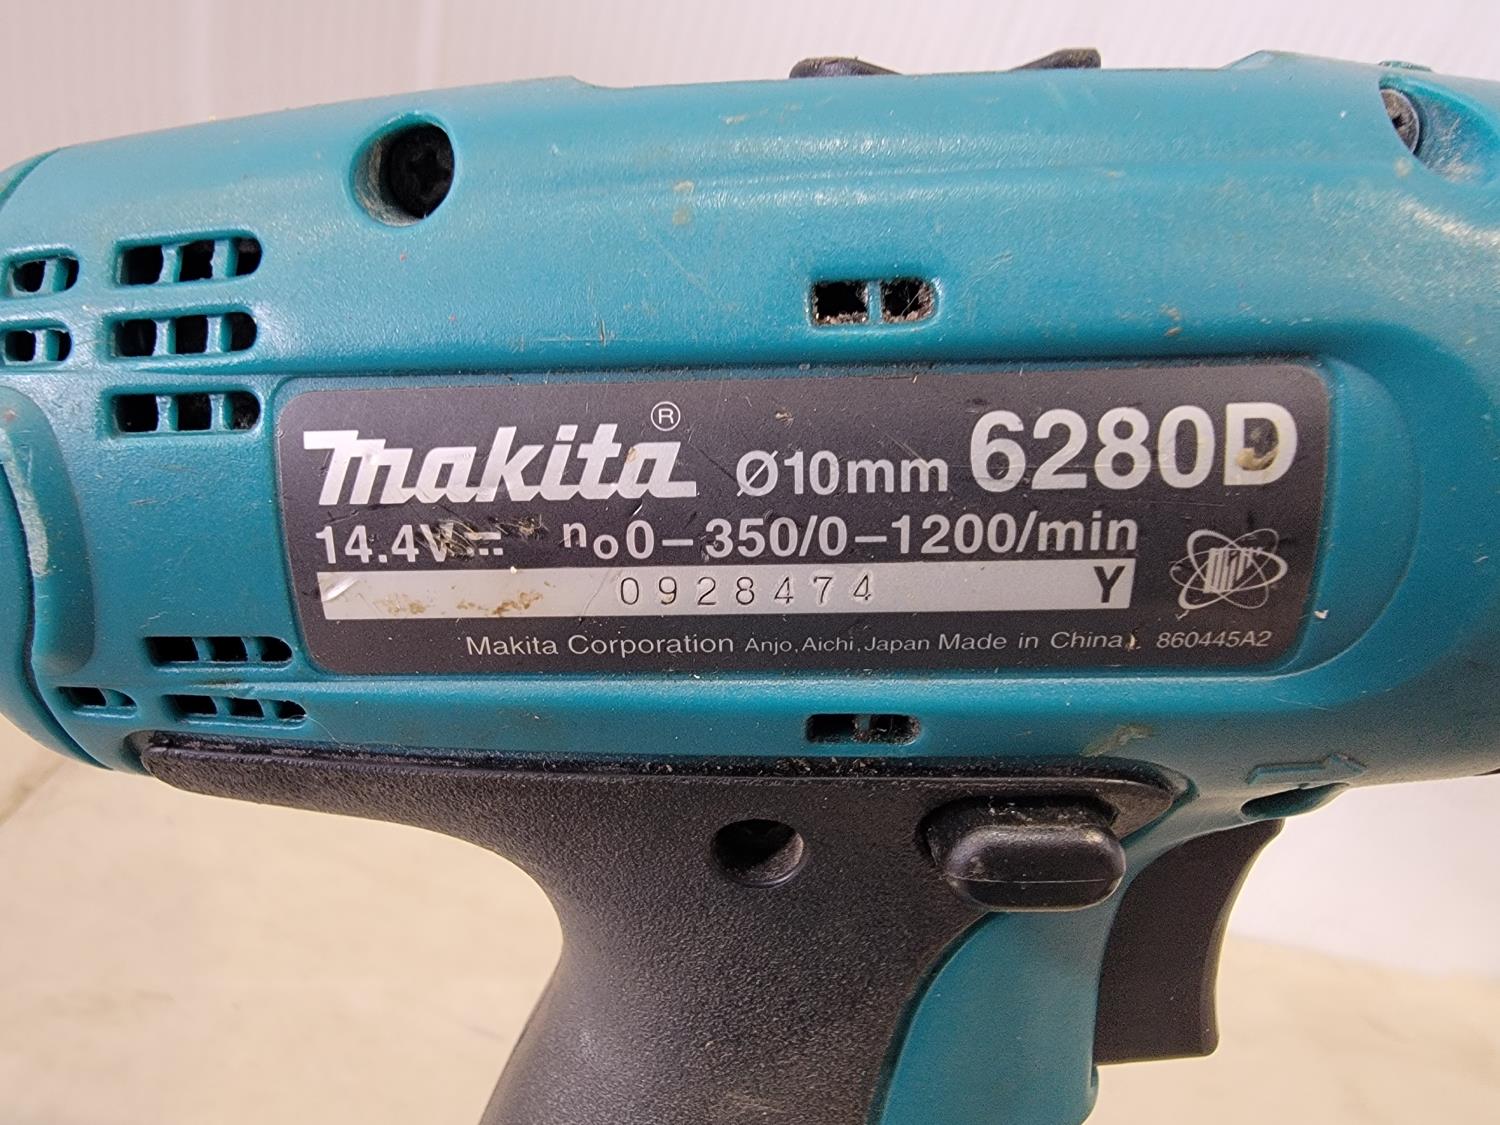 makita® Ø10mm 6280D
14.4V⎓ no0–350/0–1200/min
0928474 Y
Makita Corporation Anjo, Aichi, Japan Made in China 860445A2